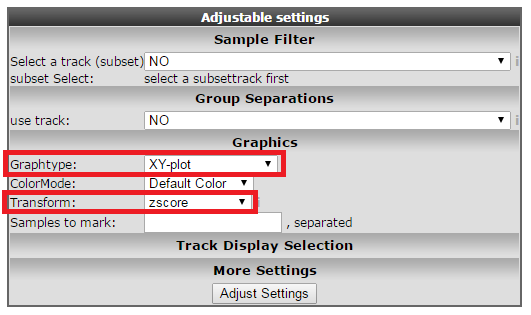 Adjustable settings
Sample Filter
Select a track (subset) NO
subset Select: select a subsettrack first
Group Separations
use track: NO
Graphics
Graphtype: XY-plot
ColorMode: Default Color
Transform: zscore
Samples to mark: , separated
Track Display Selection
More Settings
Adjust Settings